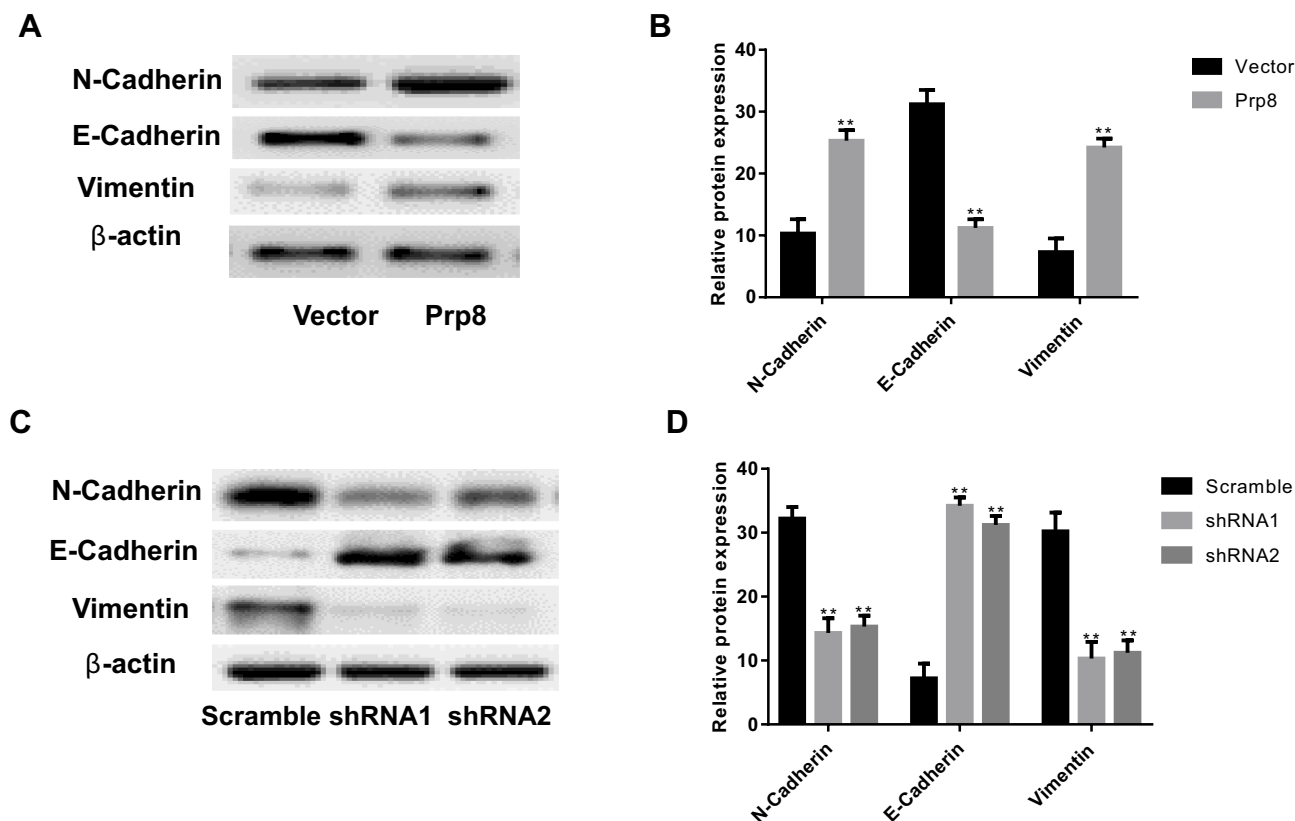 A
N-Cadherin
E-Cadherin
Vimentin
β-actin
Vector Prp8
B
Relative protein expression
40
30
20
10
0
** ** **
N-Cadherin
E-Cadherin
Vimentin
Vector
Prp8
C
N-Cadherin
E-Cadherin
Vimentin
β-actin
Scramble shRNA1 shRNA2
D
Relative protein expression
40
30
20
10
0
** ** ** ** ** **
N-Cadherin
E-Cadherin
Vimentin
Scramble
shRNA1
shRNA2